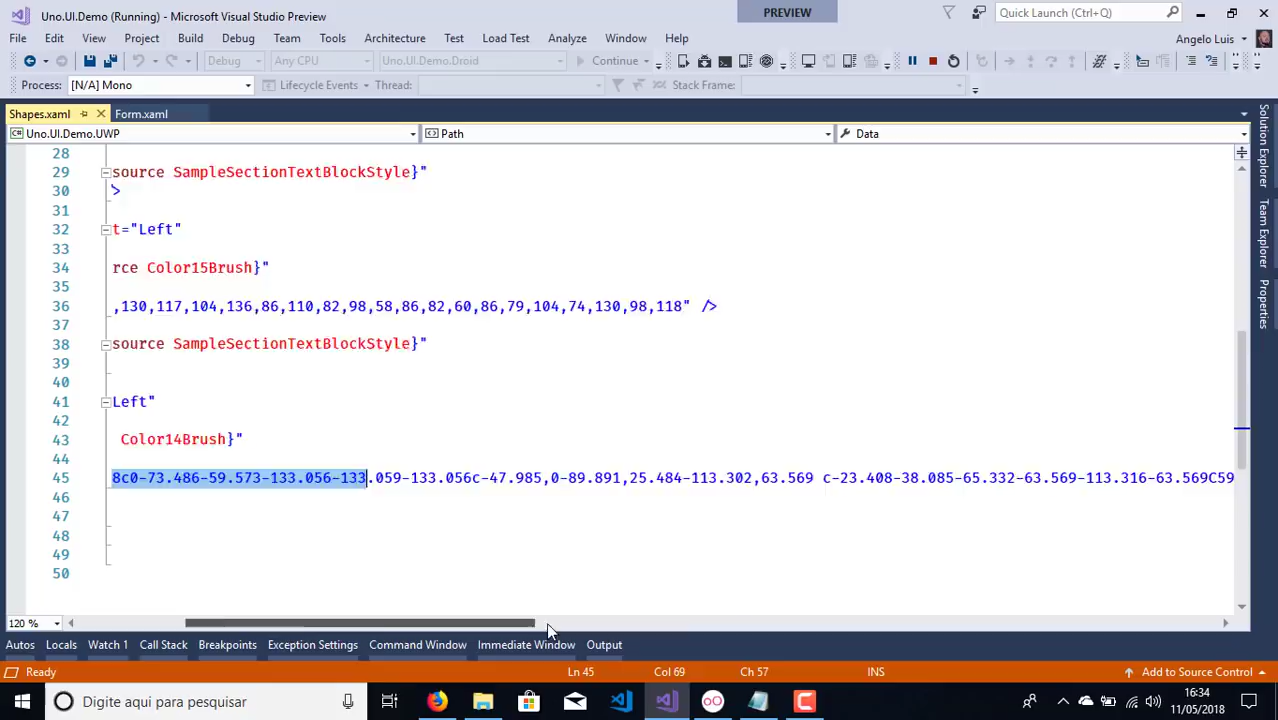 Uno.UI.Demo (Running) - Microsoft Visual Studio Preview
PREVIEW
Quick Launch (Ctrl+Q)
File Edit View Project Build Debug Team Tools Architecture Test Load Test Analyze Window Help
Angelo Luis
Debug Any CPU Uno.UI.Demo.Droid Continue
Process: [N/A] Mono Lifecycle Events Thread: Stack Frame:
Shapes.xaml Form.xaml
Uno.UI.Demo.UWP Path Data
28
29 source SampleSectionTextBlockStyle}"
30 >
31
32 t="Left"
33
34 rce Color15Brush}"
35
36 ,130,117,104,136,86,110,82,98,58,86,82,60,86,79,104,74,130,98,118" />
37
38 source SampleSectionTextBlockStyle}"
39
40
41 Left"
42
43 Color14Brush}"
44
45 8c0-73.486-59.573-133.056-133.059-133.056c-47.985,0-89.891,25.484-113.302,63.569 c-23.408-38.085-65.332-63.569-113.316-63.569C59
46
47
48
49
50
Solution Explorer
Team Explorer
Properties
120 %
Autos Locals Watch 1 Call Stack Breakpoints Exception Settings Command Window Immediate Window Output
Ready Ln 45 Col 69 Ch 57 INS Add to Source Control
Digite aqui para pesquisar
16:34
11/05/2018